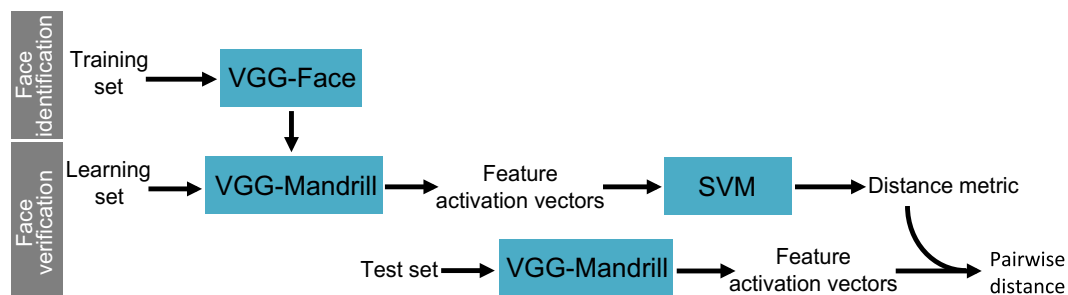 Face
identification
Training
set
VGG-Face
Face
verification
Learning
set
VGG-Mandrill
Feature
activation vectors
SVM
Distance metric
Test set
VGG-Mandrill
Feature
activation vectors
Pairwise
distance